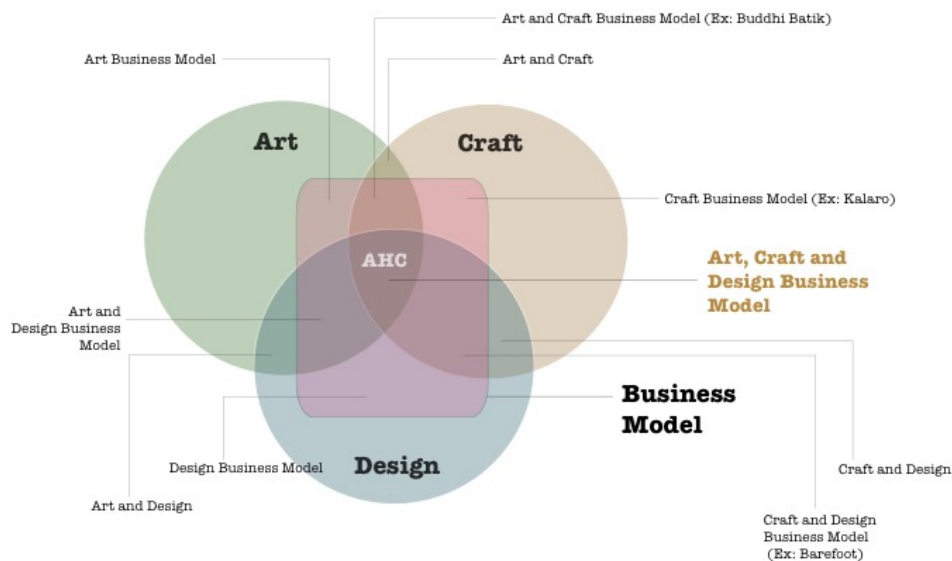 Art and Craft Business Model (Ex: Buddhi Batik)
Art Business Model
Art and Craft
Art
Craft
Craft Business Model (Ex: Kalaro)
AHC
Art, Craft and
Design Business
Model
Art and
Design Business
Model
Business
Model
Design Business Model
Design
Craft and Design
Art and Design
Craft and Design
Business Model
(Ex: Barefoot)